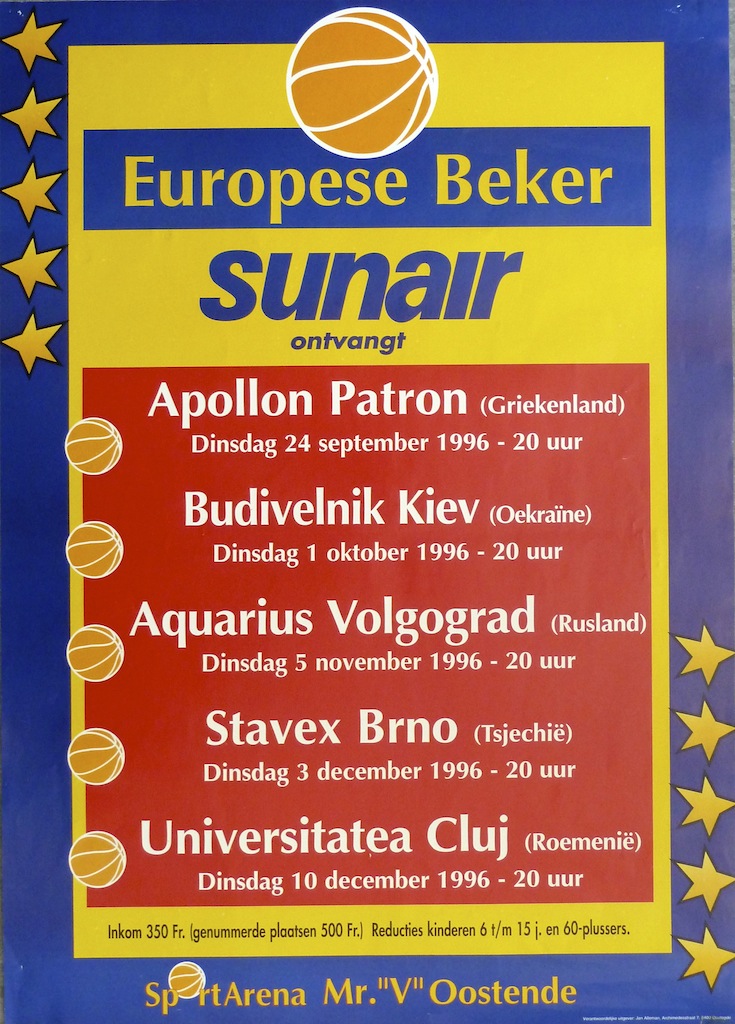 Europese Beker
sunair
ontvangt
Apollon Patron (Griekenland)
Dinsdag 24 september 1996 - 20 uur
Budivelnik Kiev (Oekraïne)
Dinsdag 1 oktober 1996 - 20 uur
Aquarius Volgograd (Rusland)
Dinsdag 5 november 1996 - 20 uur
Stavex Brno (Tsjechië)
Dinsdag 3 december 1996 - 20 uur
Universitatea Cluj (Roemenië)
Dinsdag 10 december 1996 - 20 uur
Inkom 350 Fr. (genummerde plaatsen 500 Fr.) Reducties kinderen 6 t/m 15 j. en 60-plussers.
SportArena Mr."V" Oostende
Verantwoordelijke uitgever: Jan